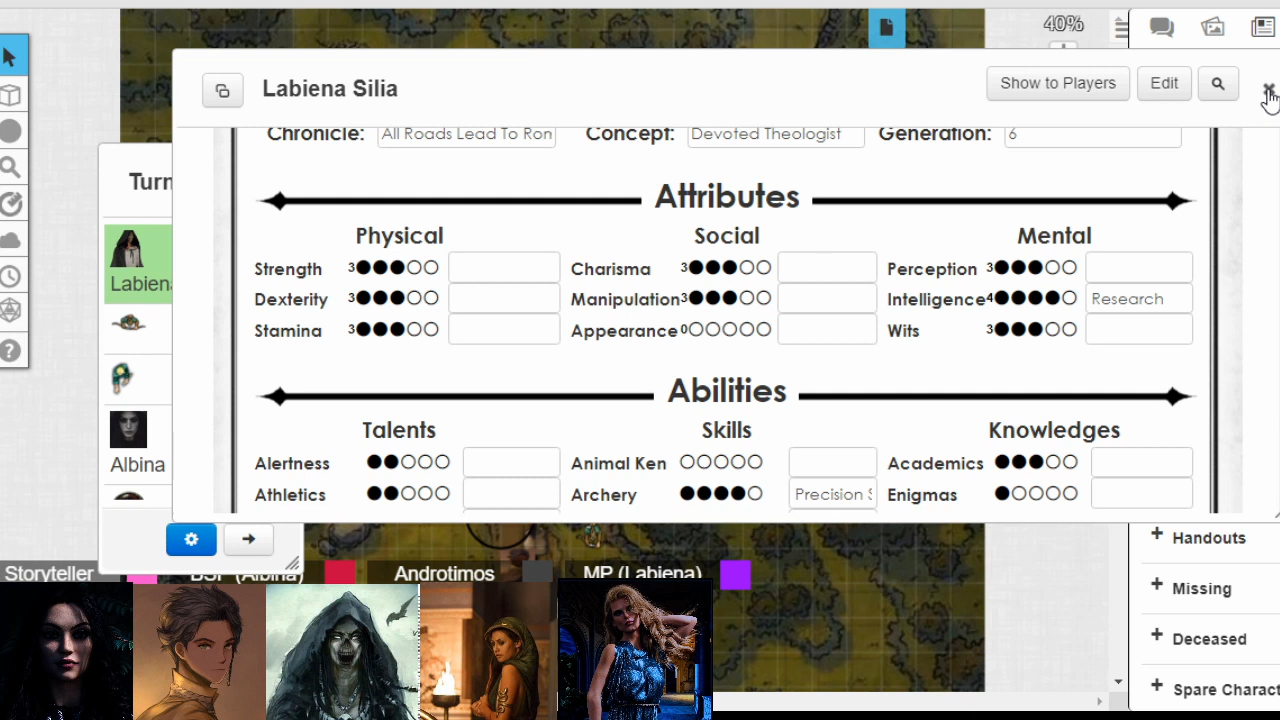 40%
Labiena Silia
Show to Players
Edit
Chronicle: All Roads Lead To Rom Concept: Devoted Theologist Generation: 6
Turn
Attributes
Physical Social Mental
Strength 3 Charisma 3 Perception 3
Dexterity 3 Manipulation 3 Intelligence 4 Research
Stamina 3 Appearance 0 Wits 3
Labiena
Abilities
Talents Skills Knowledges
Alertness Animal Ken Academics
Albina
Athletics Archery Precision S Enigmas
Handouts
Storyteller BSP (Albina) Androtimos MP (Labiena)
Missing
Deceased
Spare Charact